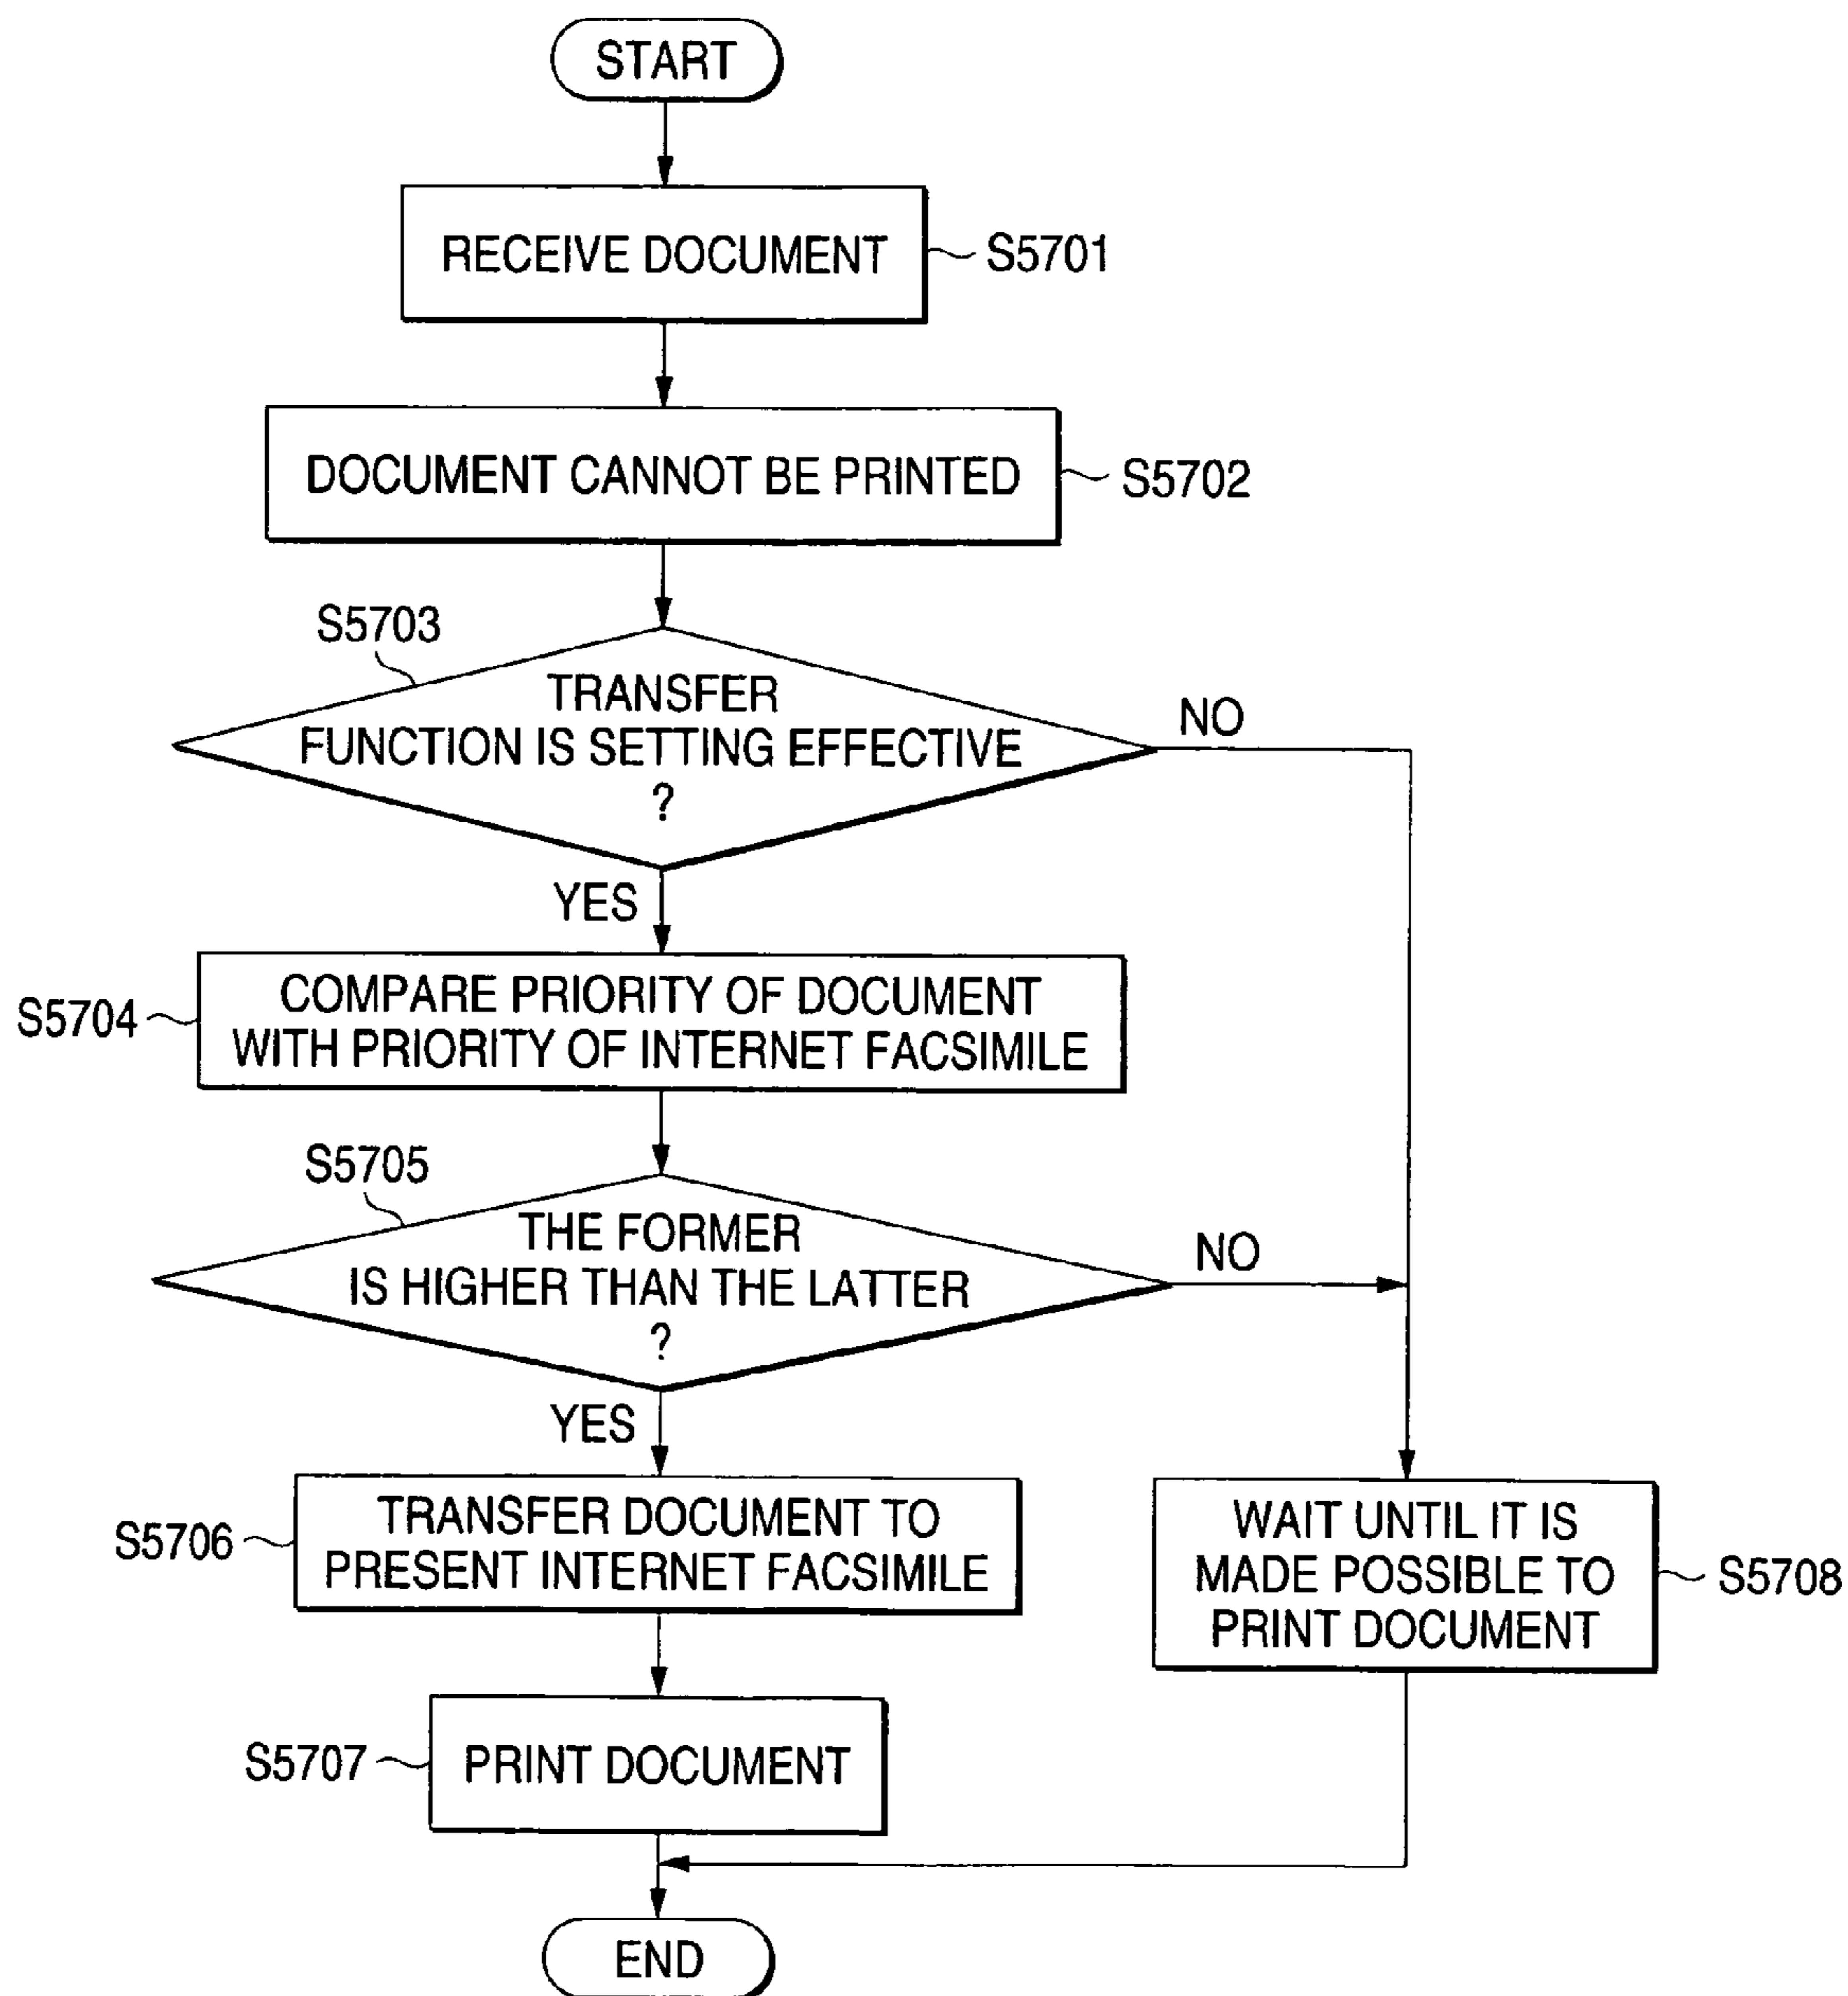 START
RECEIVE DOCUMENT
S5701
DOCUMENT CANNOT BE PRINTED
S5702
S5703
TRANSFER
FUNCTION IS SETTING EFFECTIVE
?
NO
YES
S5704
COMPARE PRIORITY OF DOCUMENT
WITH PRIORITY OF INTERNET FACSIMILE
S5705
THE FORMER
IS HIGHER THAN THE LATTER
?
NO
YES
S5706
TRANSFER DOCUMENT TO
PRESENT INTERNET FACSIMILE
WAIT UNTIL IT IS
MADE POSSIBLE TO
PRINT DOCUMENT
S5708
S5707
PRINT DOCUMENT
END